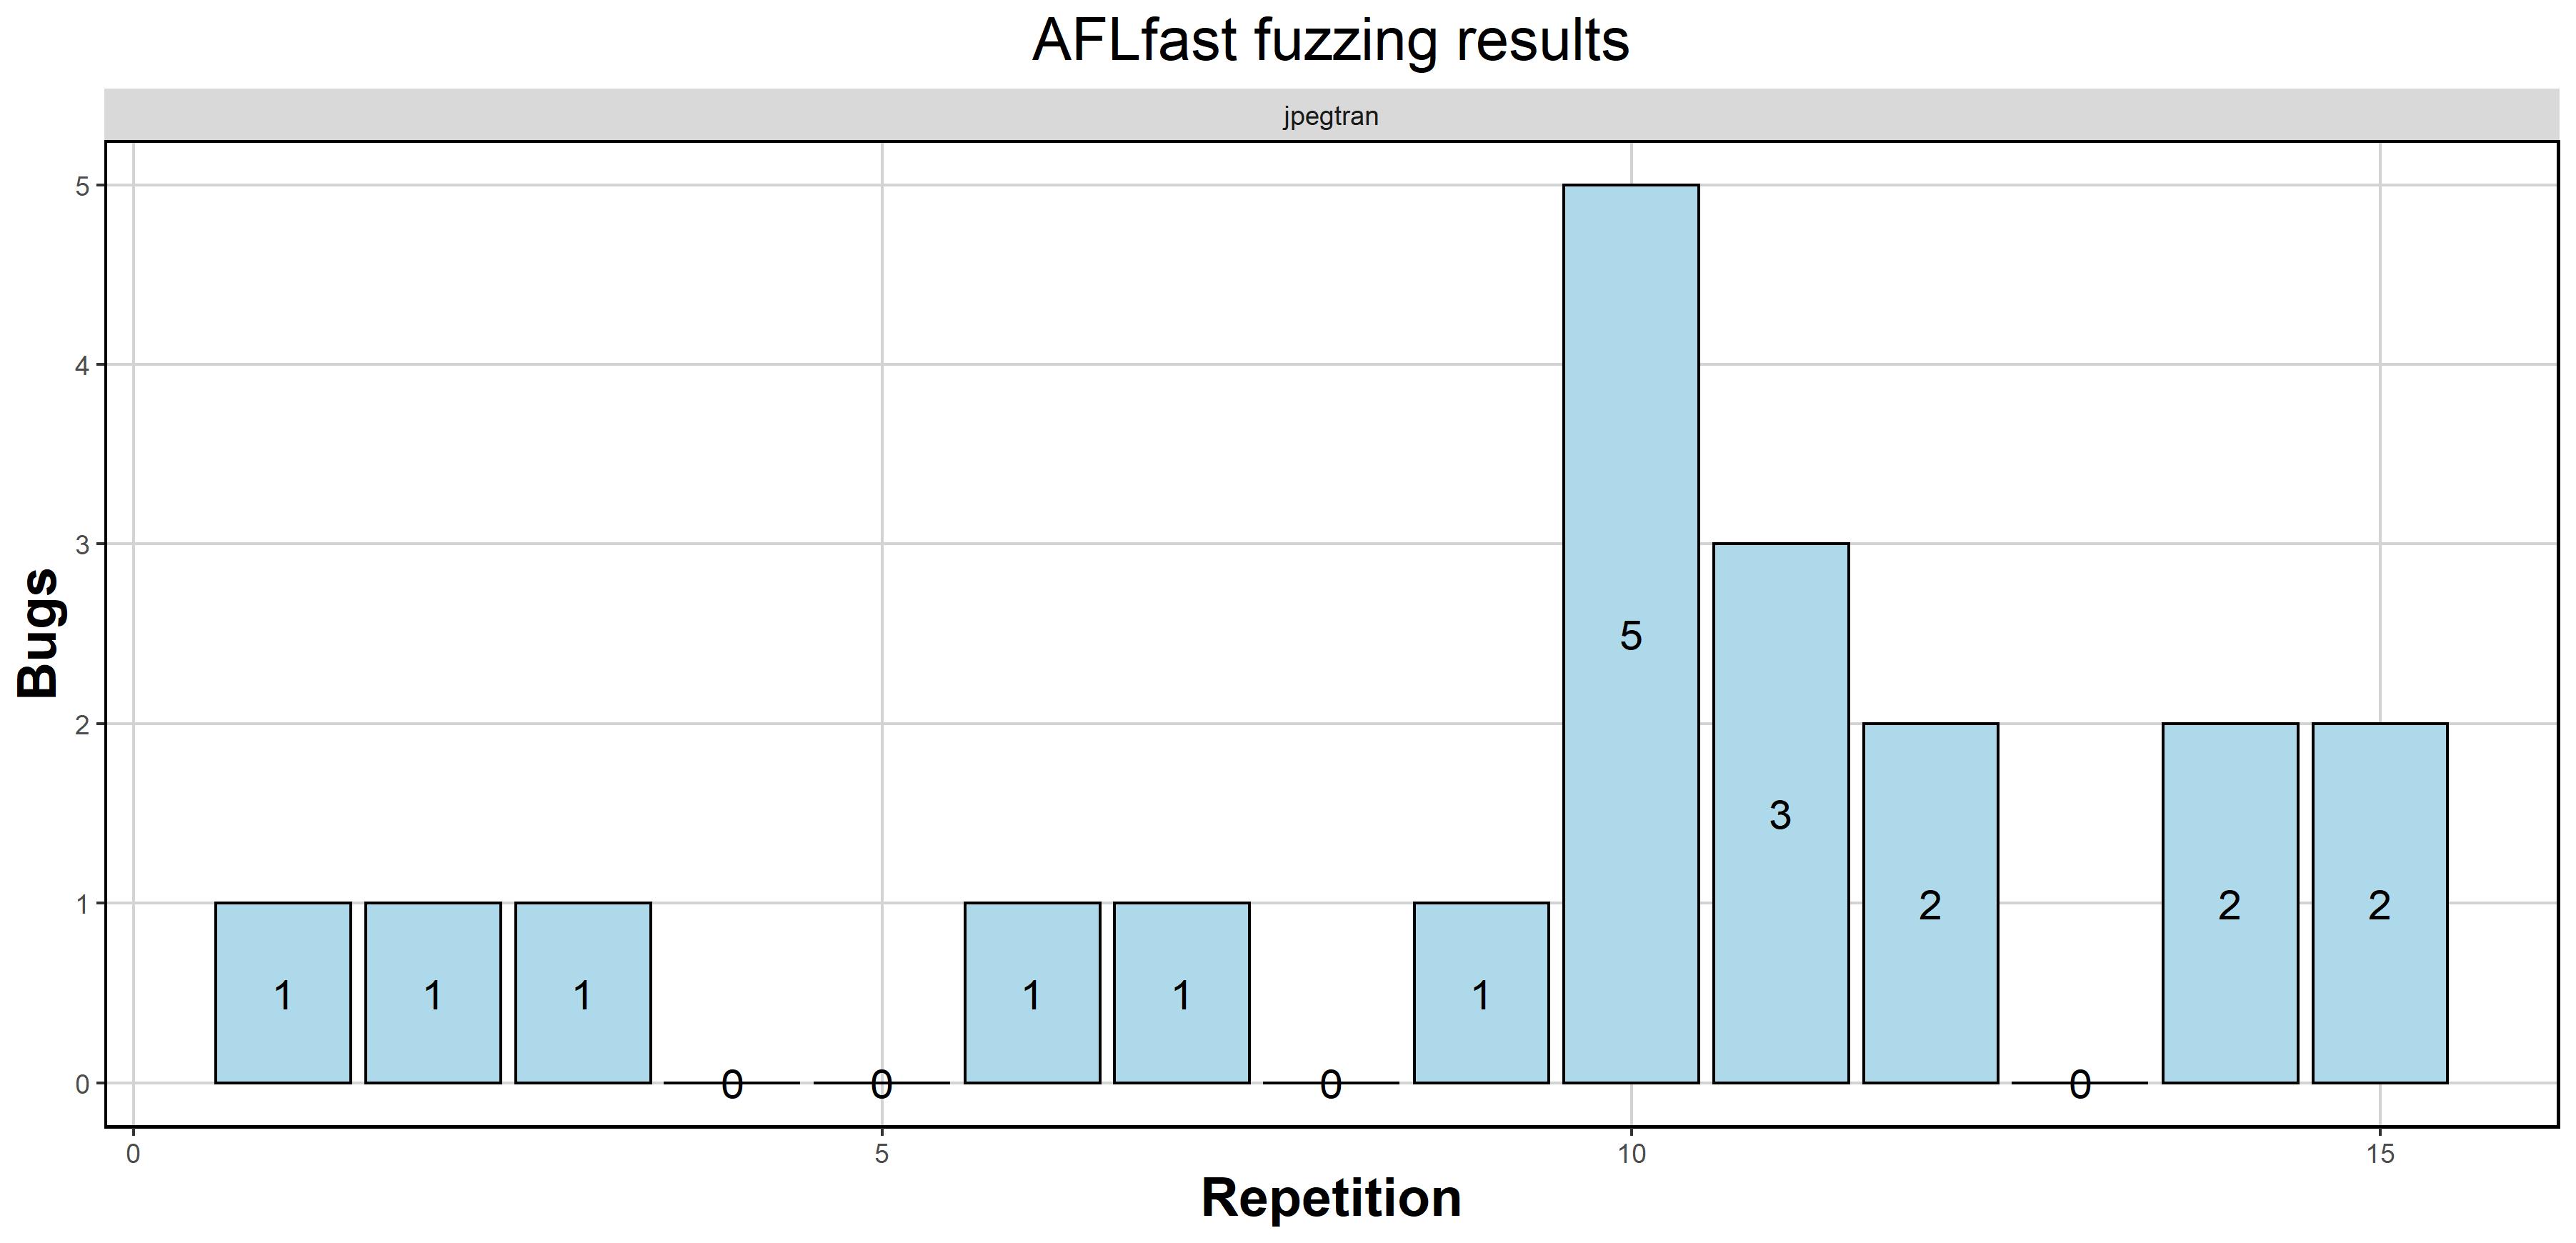 AFLfast fuzzing results
jpegtran
5
4
3
2
1
0
Bugs
1 1 1 0 0 1 1 0 1 5 3 2 0 2 2
0 5 10 15
Repetition